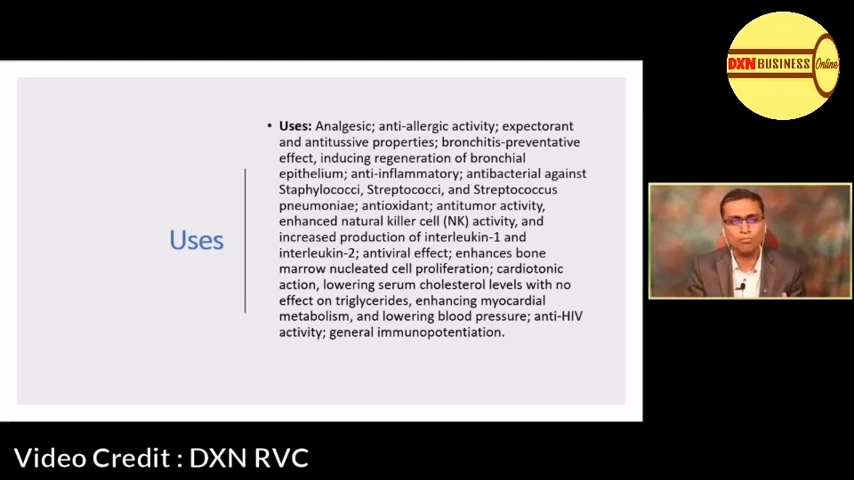 DXN BUSINESS Online
Uses
• Uses: Analgesic; anti-allergic activity; expectorant
and antitussive properties; bronchitis-preventative
effect, inducing regeneration of bronchial
epithelium; anti-inflammatory; antibacterial against
Staphylococci, Streptococci, and Streptococcus
pneumoniae; antioxidant; antitumor activity,
enhanced natural killer cell (NK) activity, and
increased production of interleukin-1 and
interleukin-2; antiviral effect; enhances bone
marrow nucleated cell proliferation; cardiotonic
action, lowering serum cholesterol levels with no
effect on triglycerides, enhancing myocardial
metabolism, and lowering blood pressure; anti-HIV
activity; general immunopotentiation.
Video Credit : DXN RVC